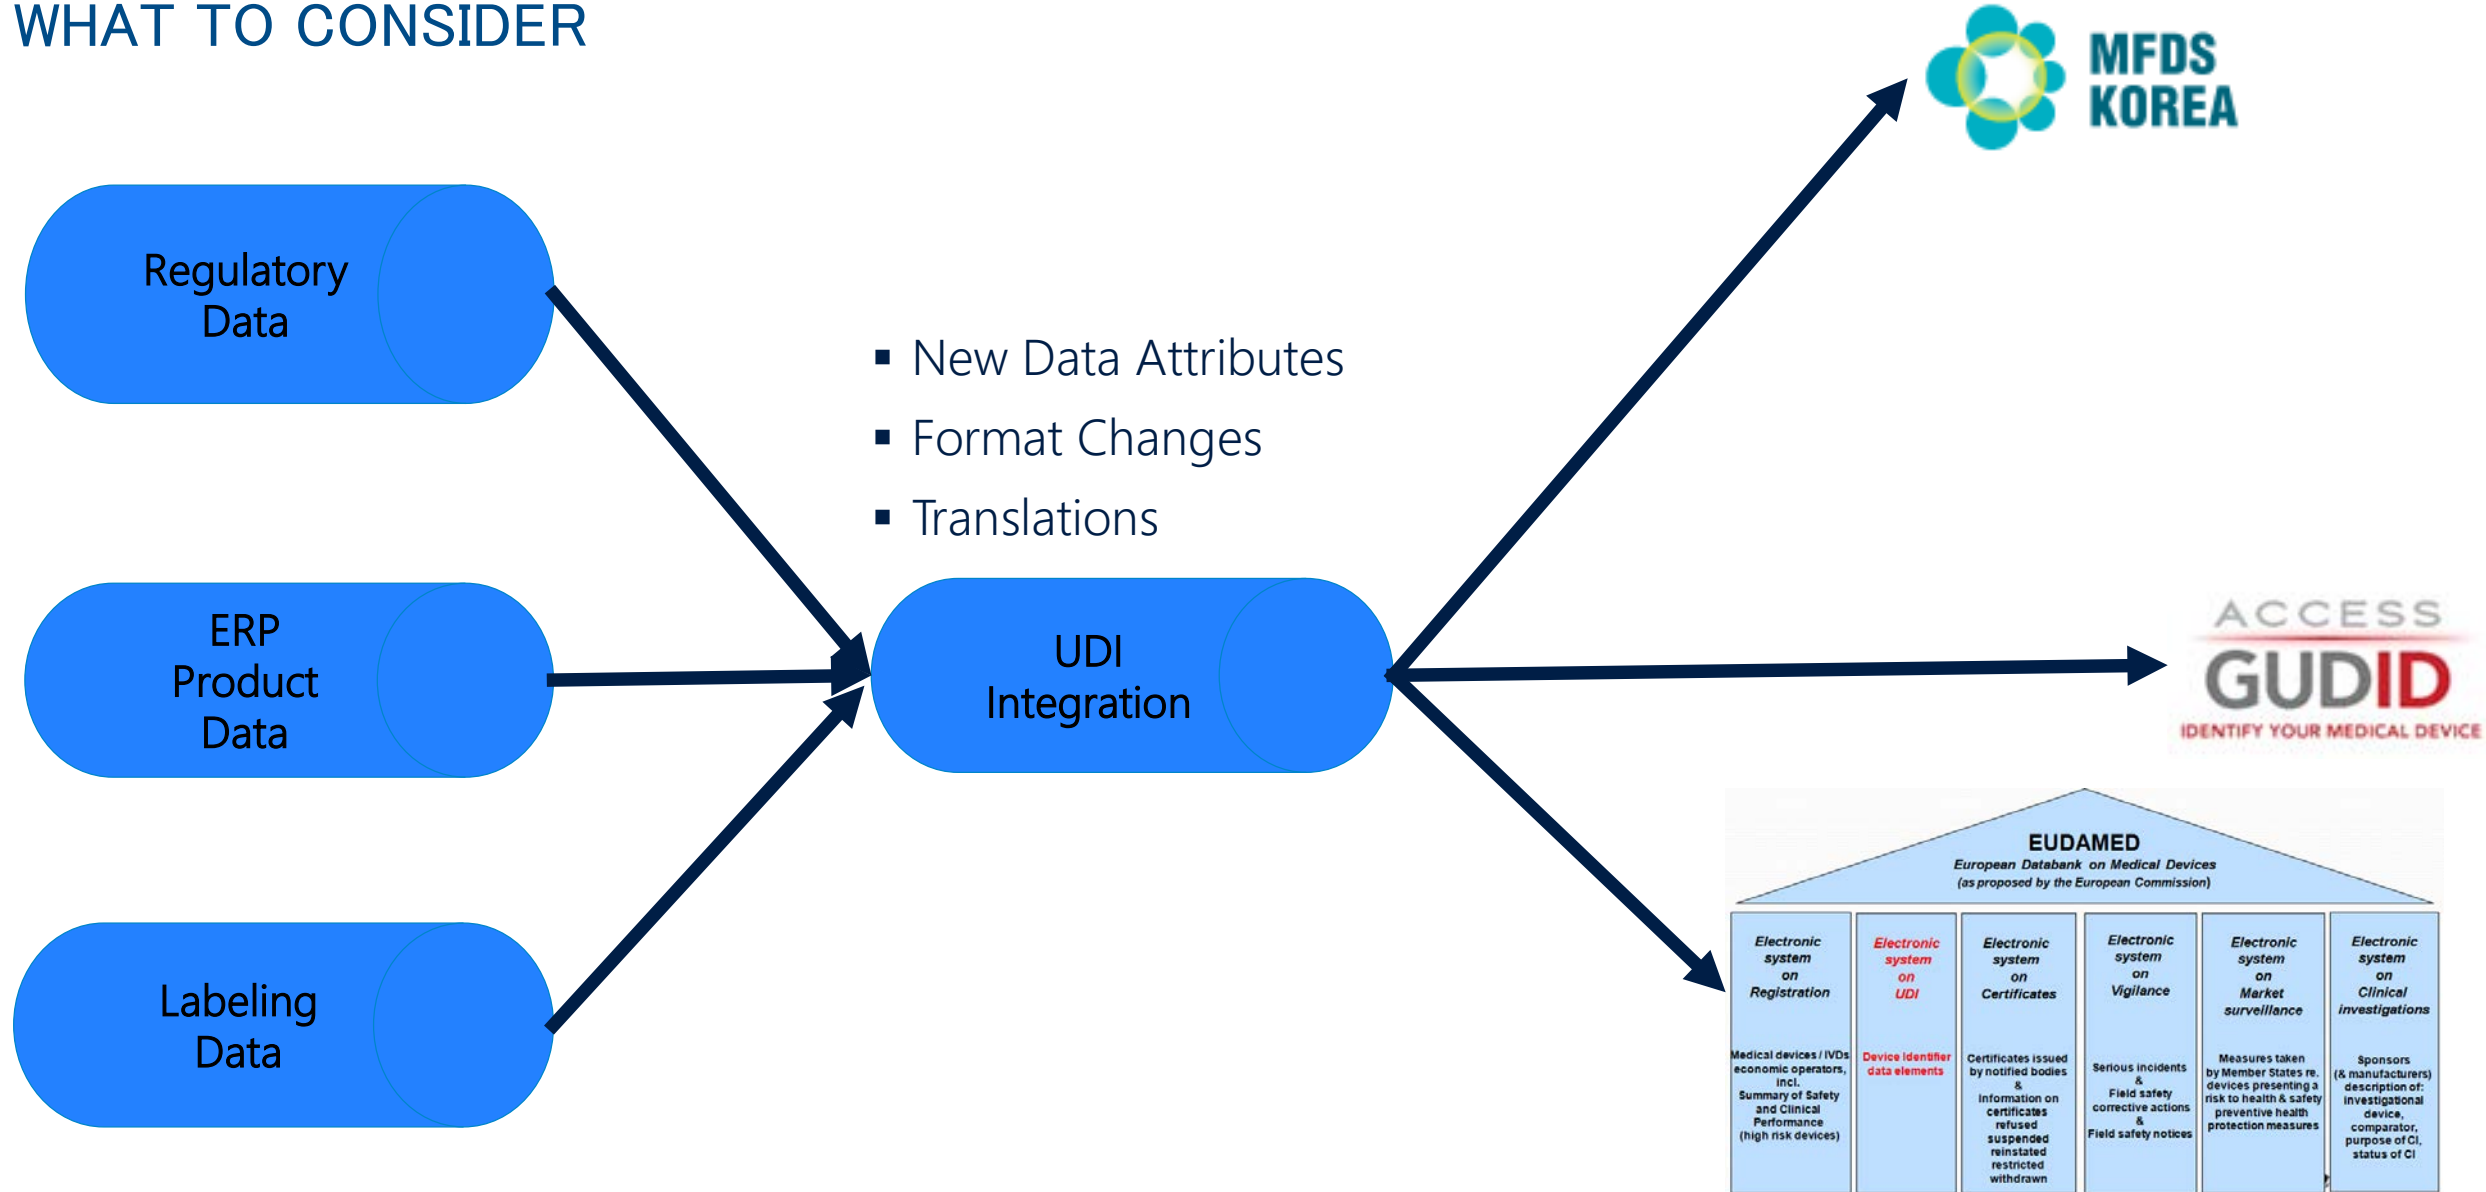 WHAT TO CONSIDER
MFDS
KOREA
Regulatory
Data
▪ New Data Attributes
▪ Format Changes
▪ Translations
ERP
Product
Data
UDI
Integration
ACCESS
GUDID
IDENTIFY YOUR MEDICAL DEVICE
Labeling
Data
EUDAMED
European Databank on Medical Devices
(as proposed by the European Commission)
Electronic
system
on
Registration
Medical devices / IVDs
economic operators,
incl.
Summary of Safety
and Clinical
Performance
(high risk devices)
Electronic
system
on
UDI
Device Identifier
data elements
Electronic
system
on
Certificates
Certificates issued
by notified bodies
&
Information on
certificates
refused
suspended
reinstated
restricted
withdrawn
Electronic
system
on
Vigilance
Serious incidents
&
Field safety
corrective actions
&
Field safety notices
Electronic
system
on
Market
surveillance
Measures taken
by Member States re.
devices presenting a
risk to health & safety
preventive health
protection measures
Electronic
system
on
Clinical
investigations
Sponsors
(& manufacturers)
description of:
investigational
device,
comparator,
purpose of CI,
status of CI